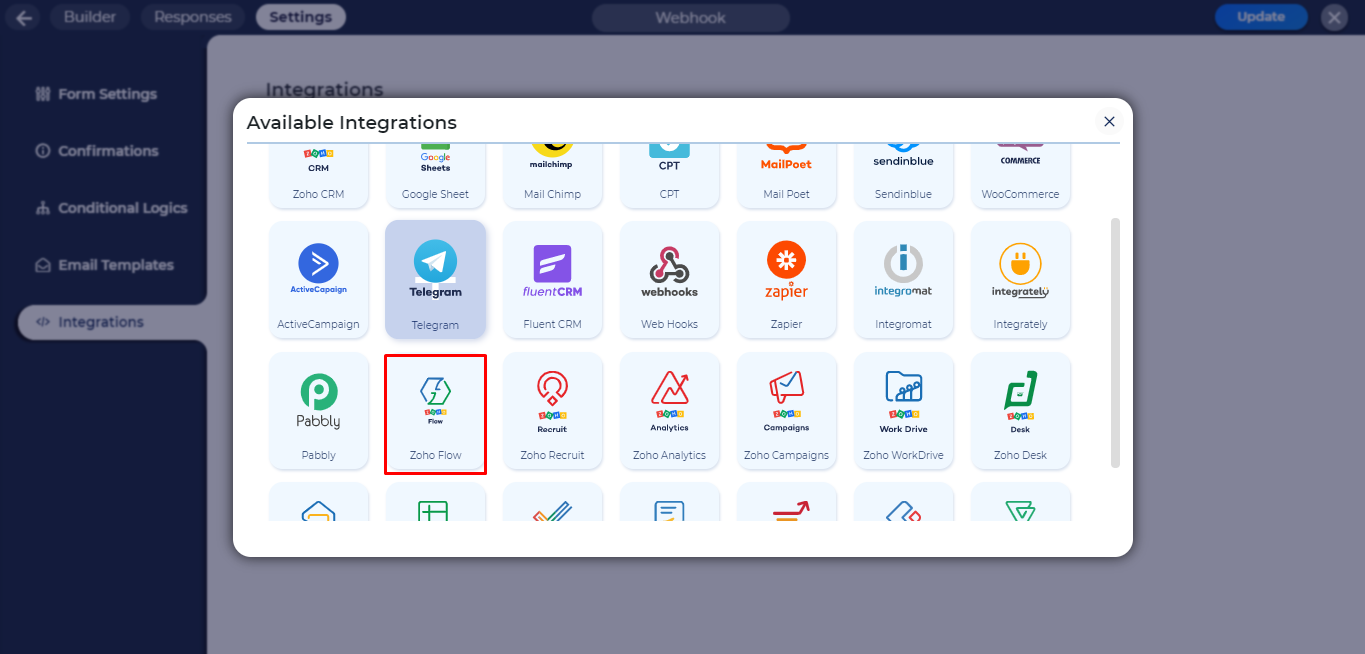 Builder
Responses
Settings
Webhook
Update
Form Settings
Confirmations
Conditional Logics
Email Templates
Integrations
Integrations
Available Integrations
ZOHO
CRM
Zoho CRM
Google
Sheets
Google Sheet
mailchimp
Mail Chimp
CPT
CPT
MailPoet
Mail Poet
sendinblue
Sendinblue
COMMERCE
WooCommerce
ActiveCapaign
ActiveCampaign
Telegram
Telegram
fluentCRM
Fluent CRM
webhooks
Web Hooks
zapier
Zapier
integromat
Integromat
integrately
Integrately
Pabbly
Pabbly
ZOHO
Flow
Zoho Flow
ZOHO
Recruit
Zoho Recruit
ZOHO
Analytics
Zoho Analytics
ZOHO
Campaigns
Zoho Campaigns
ZOHO
Work Drive
Zoho WorkDrive
ZOHO
Desk
Zoho Desk